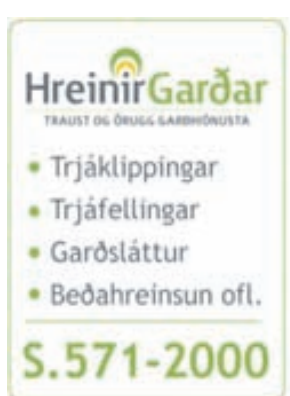 HreinirGarðar
TRAUST OG ÖRUGG GARÐÞJÓNUSTA
• Trjáklippingar
• Trjáfellingar
• Garðsláttur
• Beðahreinsun ofl.
S.571-2000